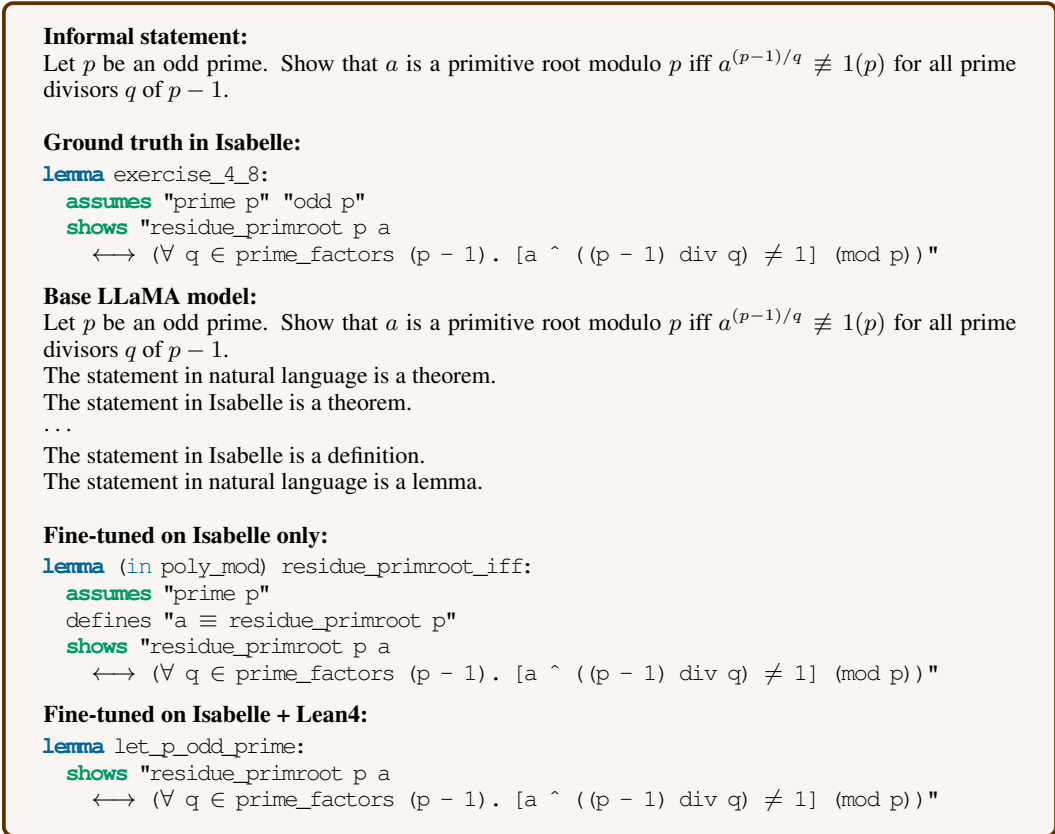 Informal statement:
Let p be an odd prime. Show that a is a primitive root modulo p iff a^{(p−1)/q} ≢ 1(p) for all prime
divisors q of p − 1.
Ground truth in Isabelle:
lemma exercise_4_8:
assumes "prime p" "odd p"
shows "residue_primroot p a
⟷ (∀ q ∈ prime_factors (p - 1). [a ^ ((p - 1) div q) ≠ 1] (mod p))"
Base LLaMA model:
Let p be an odd prime. Show that a is a primitive root modulo p iff a^{(p−1)/q} ≢ 1(p) for all prime
divisors q of p − 1.
The statement in natural language is a theorem.
The statement in Isabelle is a theorem.
· · ·
The statement in Isabelle is a definition.
The statement in natural language is a lemma.
Fine-tuned on Isabelle only:
lemma (in poly_mod) residue_primroot_iff:
assumes "prime p"
defines "a ≡ residue_primroot p"
shows "residue_primroot p a
⟷ (∀ q ∈ prime_factors (p - 1). [a ^ ((p - 1) div q) ≠ 1] (mod p))"
Fine-tuned on Isabelle + Lean4:
lemma let_p_odd_prime:
shows "residue_primroot p a
⟷ (∀ q ∈ prime_factors (p - 1). [a ^ ((p - 1) div q) ≠ 1] (mod p))"